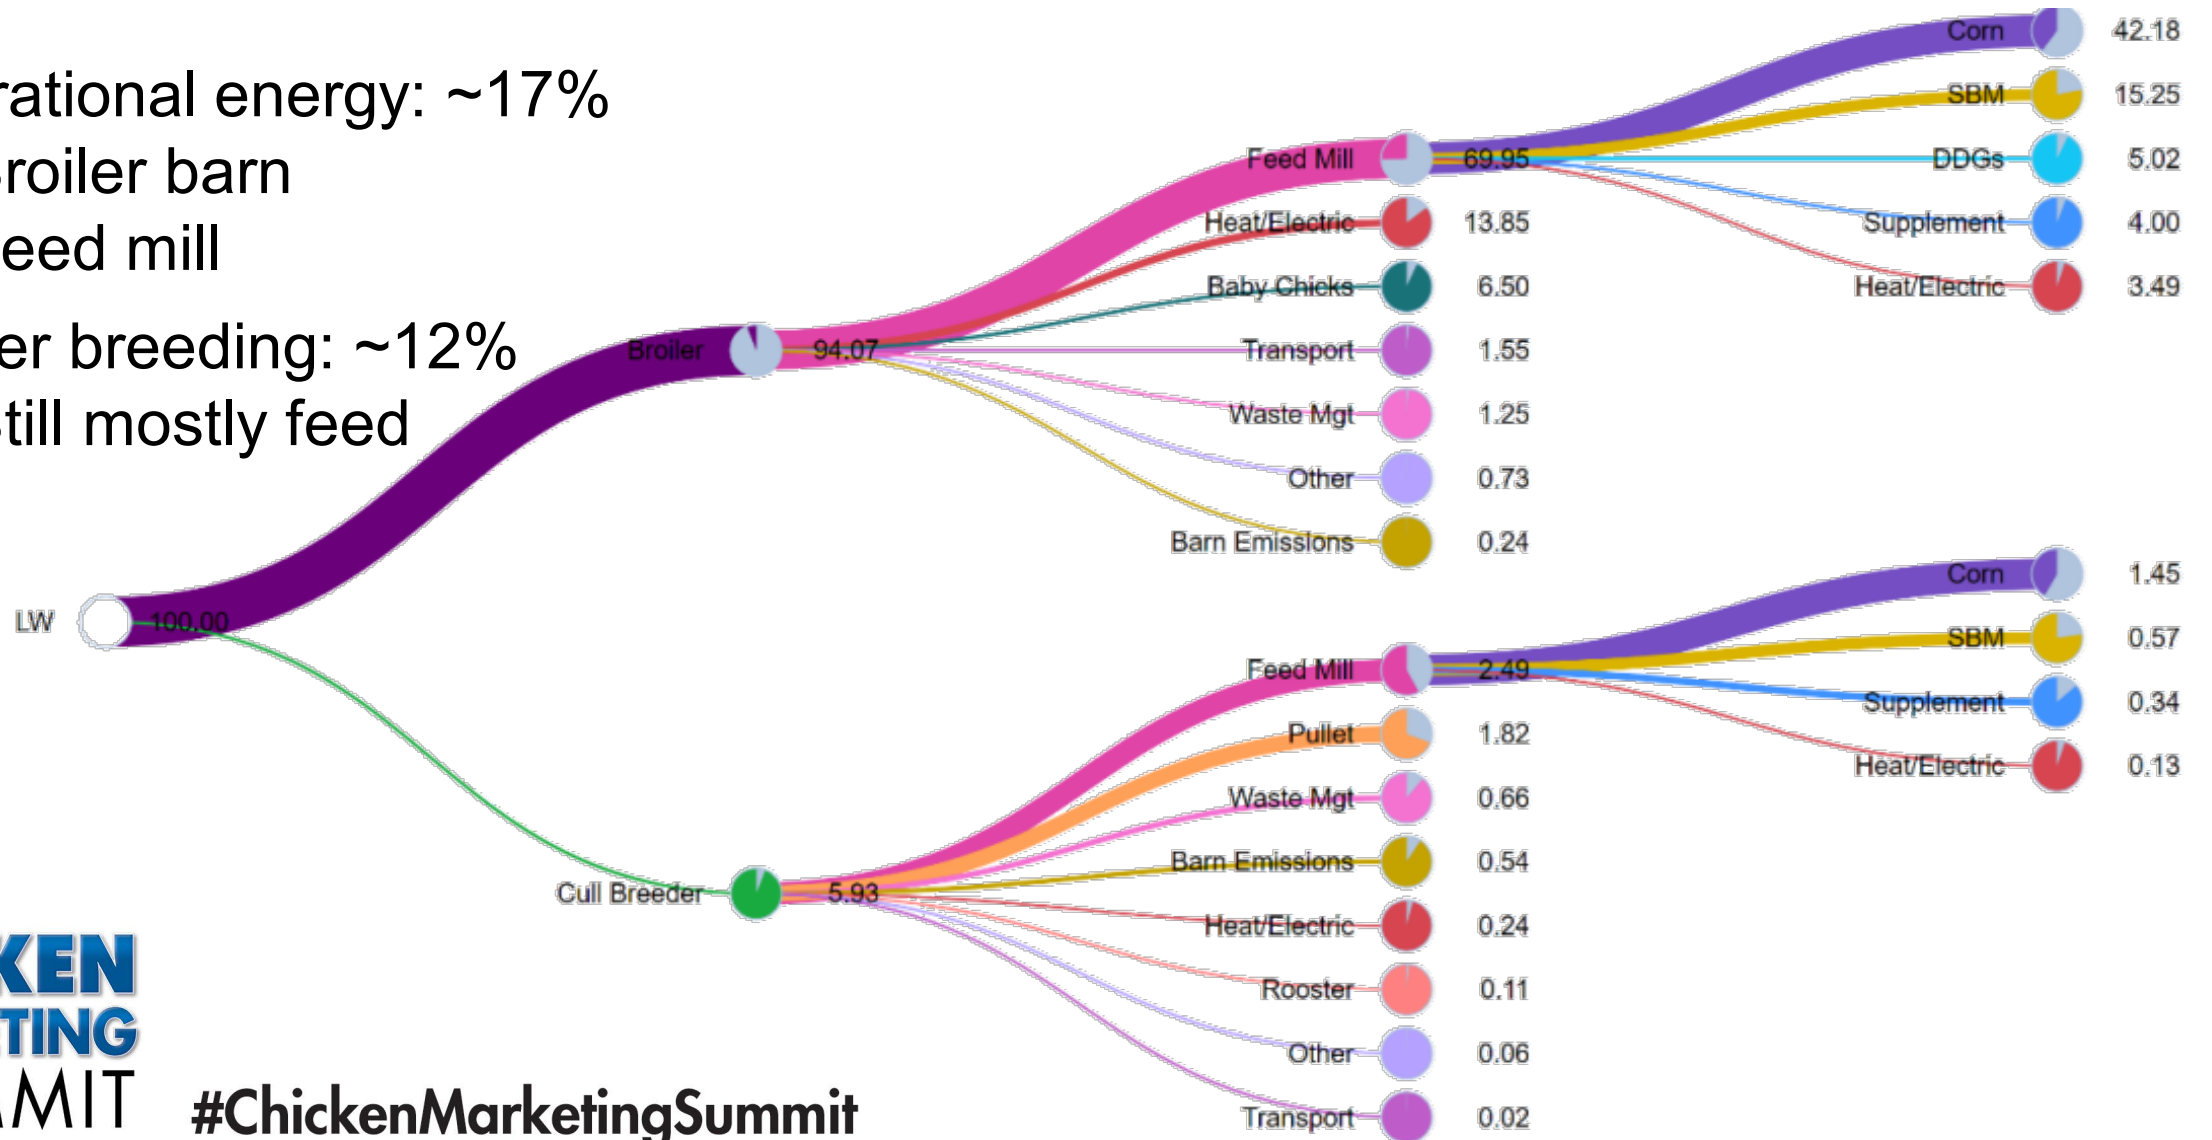 rational energy: ~17%
roiler barn
eed mill
er breeding: ~12%
till mostly feed
LW
100.00
Broiler
94.07
Feed Mill
69.95
Corn
42.18
SBM
15.25
DDGs
5.02
Supplement
4.00
Heat/Electric
3.49
Heat/Electric
13.85
Baby Chicks
6.50
Transport
1.55
Waste Mgt
1.25
Other
0.73
Barn Emissions
0.24
Cull Breeder
5.93
Feed Mill
2.49
Corn
1.45
SBM
0.57
Supplement
0.34
Heat/Electric
0.13
Pullet
1.82
Waste Mgt
0.66
Barn Emissions
0.54
Heat/Electric
0.24
Rooster
0.11
Other
0.06
Transport
0.02
KEN
TING
MIT
#ChickenMarketingSummit